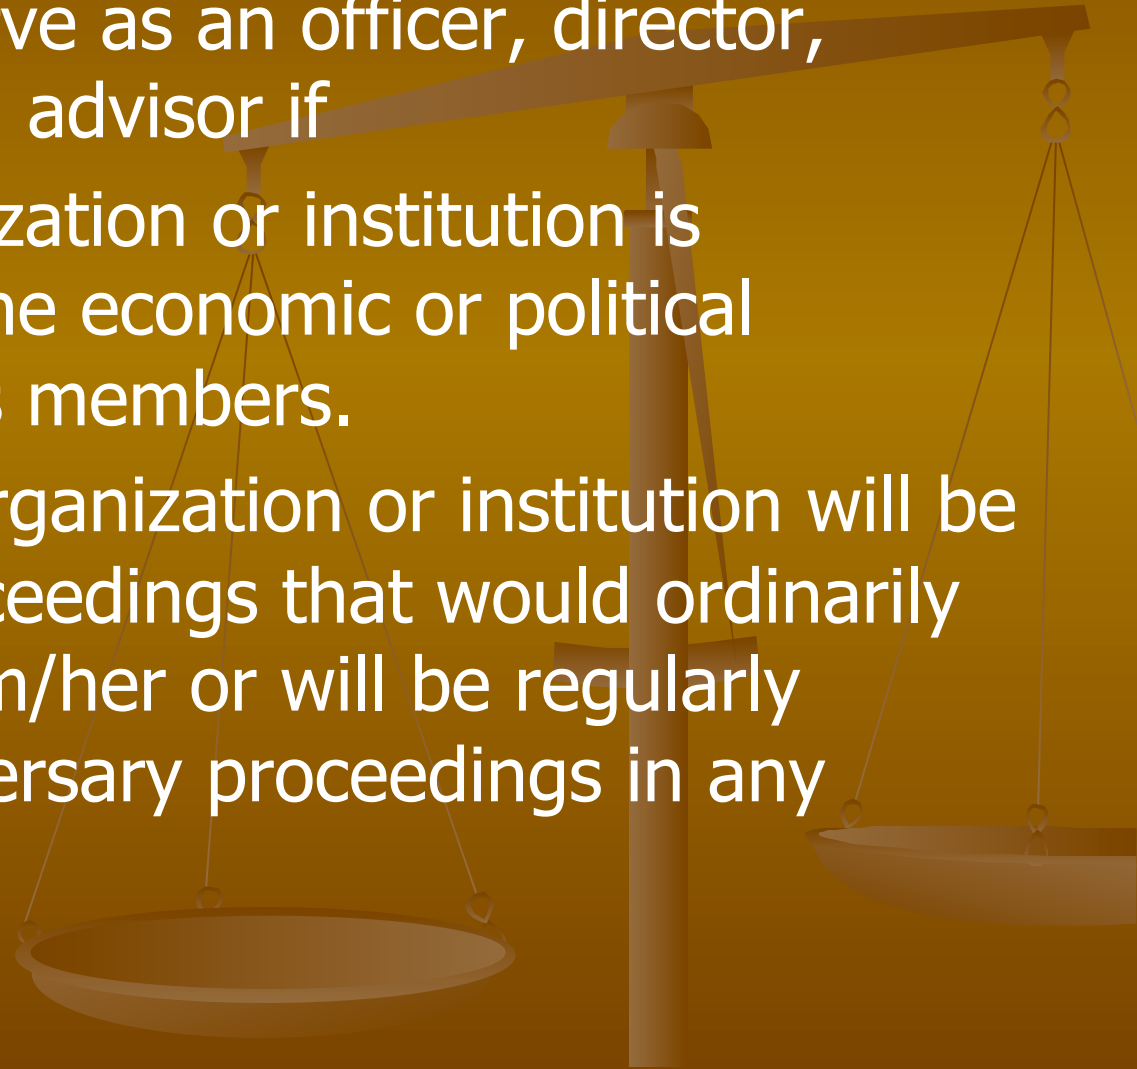 ve as an officer, director,
advisor if
zation or institution is
ne economic or political
s members.
rganization or institution will be
ceedings that would ordinarily
m/her or will be regularly
ersary proceedings in any